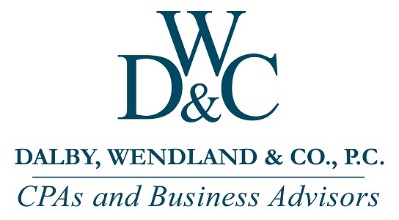 W
D&C
DALBY, WENDLAND & CO., P.C.
CPAs and Business Advisors